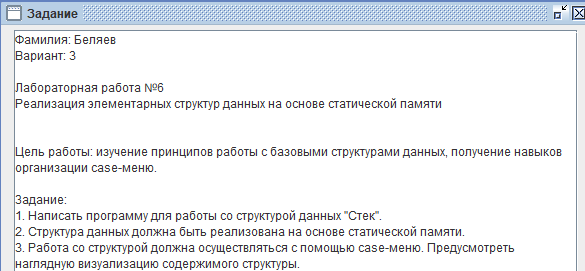 Задание
Фамилия: Беляев
Вариант: 3
Лабораторная работа №6
Реализация элементарных структур данных на основе статической памяти
Цель работы: изучение принципов работы с базовыми структурами данных, получение навыков
организации case-меню.
Задание:
1. Написать программу для работы со структурой данных "Стек".
2. Структура данных должна быть реализована на основе статической памяти.
3. Работа со структурой должна осуществляться с помощью case-меню. Предусмотреть
наглядную визуализацию содержимого структуры.